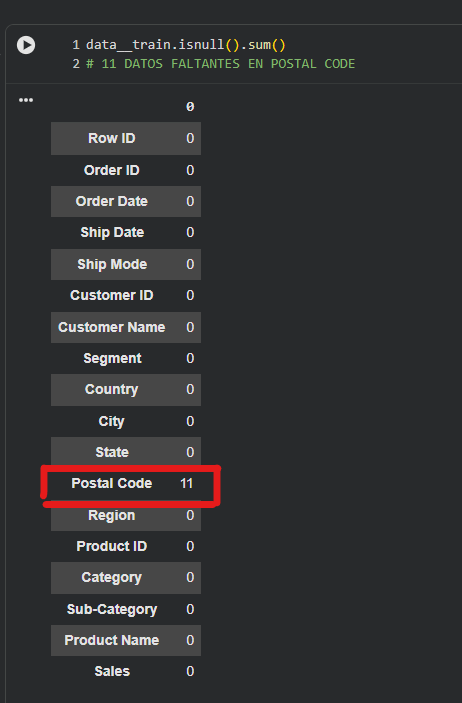 1 data__train.isnull().sum()
2 # 11 DATOS FALTANTES EN POSTAL CODE
0
Row ID 0
Order ID 0
Order Date 0
Ship Date 0
Ship Mode 0
Customer ID 0
Customer Name 0
Segment 0
Country 0
City 0
State 0
Postal Code 11
Region 0
Product ID 0
Category 0
Sub-Category 0
Product Name 0
Sales 0